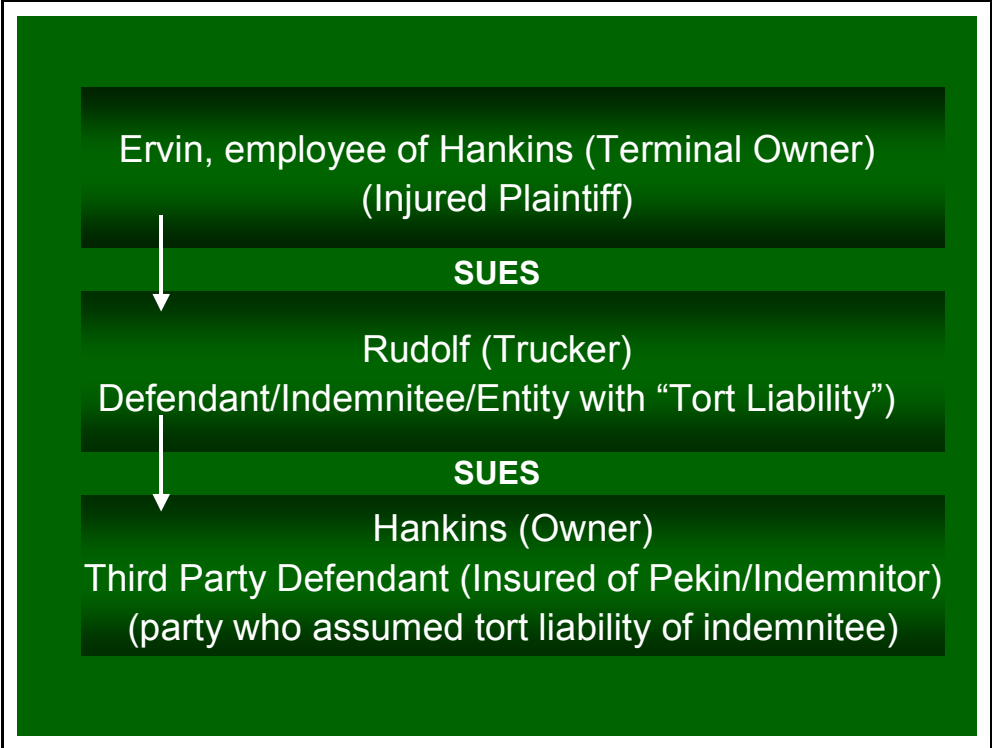 Ervin, employee of Hankins (Terminal Owner)
(Injured Plaintiff)
SUES
Rudolf (Trucker)
Defendant/Indemnitee/Entity with “Tort Liability”)
SUES
Hankins (Owner)
Third Party Defendant (Insured of Pekin/Indemnitor)
(party who assumed tort liability of indemnitee)